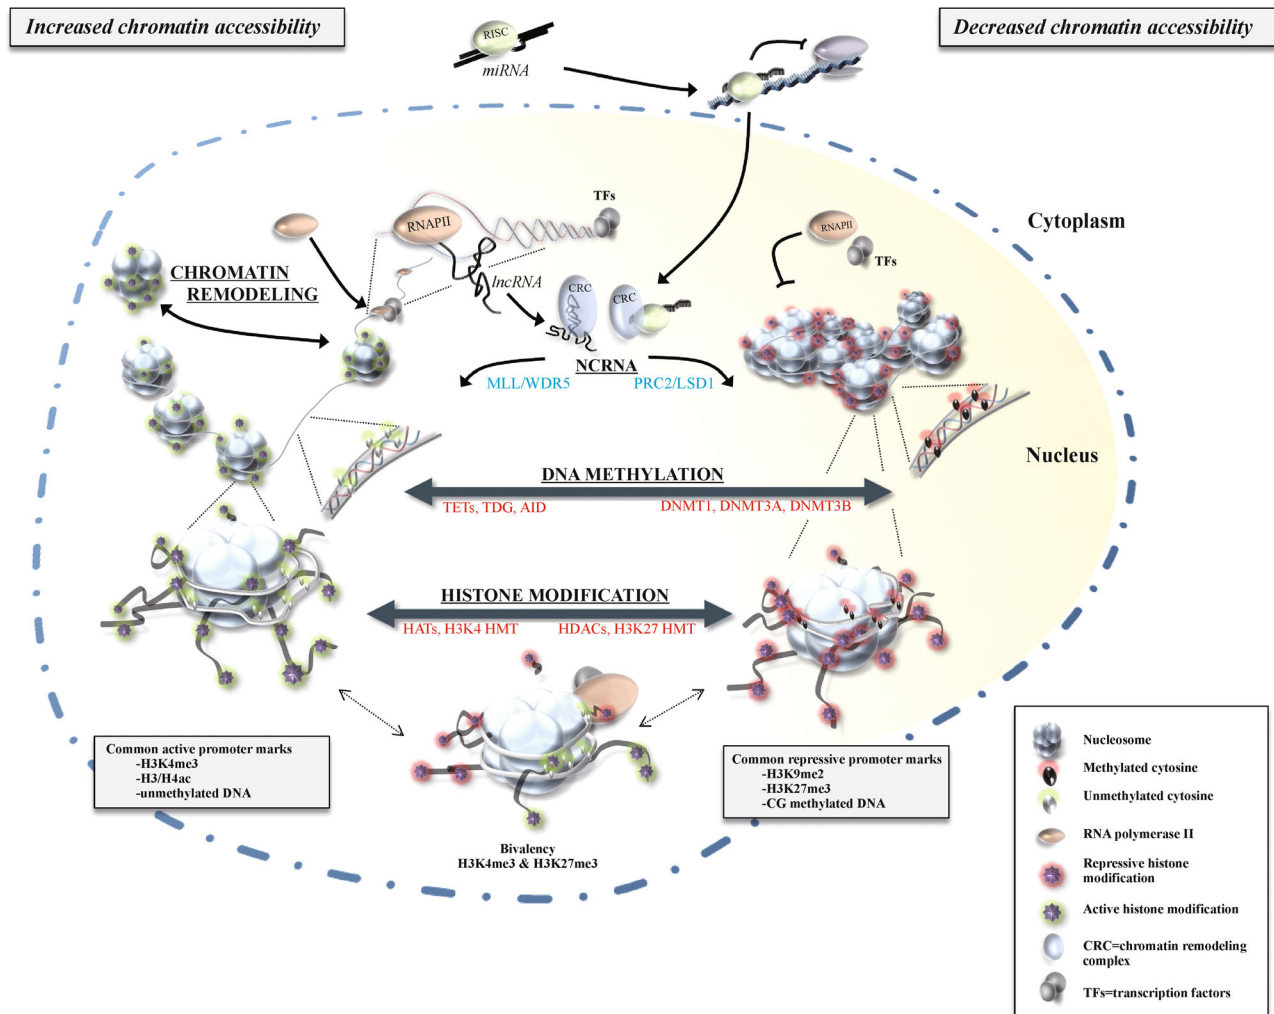 Increased chromatin accessibility
Decreased chromatin accessibility
RISC
miRNA
TFs
RNAPII
Cytoplasm
RNAPII
TFs
CHROMATIN
REMODELING
lncRNA
CRC
CRC
NCRNA
MLL/WDR5
PRC2/LSD1
Nucleus
DNA METHYLATION
TETs, TDG, AID
DNMT1, DNMT3A, DNMT3B
HISTONE MODIFICATION
HATs, H3K4 HMT
HDACs, H3K27 HMT
Common active promoter marks
-H3K4me3
-H3/H4ac
-unmethylated DNA
Common repressive promoter marks
-H3K9me2
-H3K27me3
-CG methylated DNA
Bivalency
H3K4me3 & H3K27me3
Nucleosome
Methylated cytosine
Unmethylated cytosine
RNA polymerase II
Repressive histone
modification
Active histone modification
CRC=chromatin remodeling
complex
TFs=transcription factors